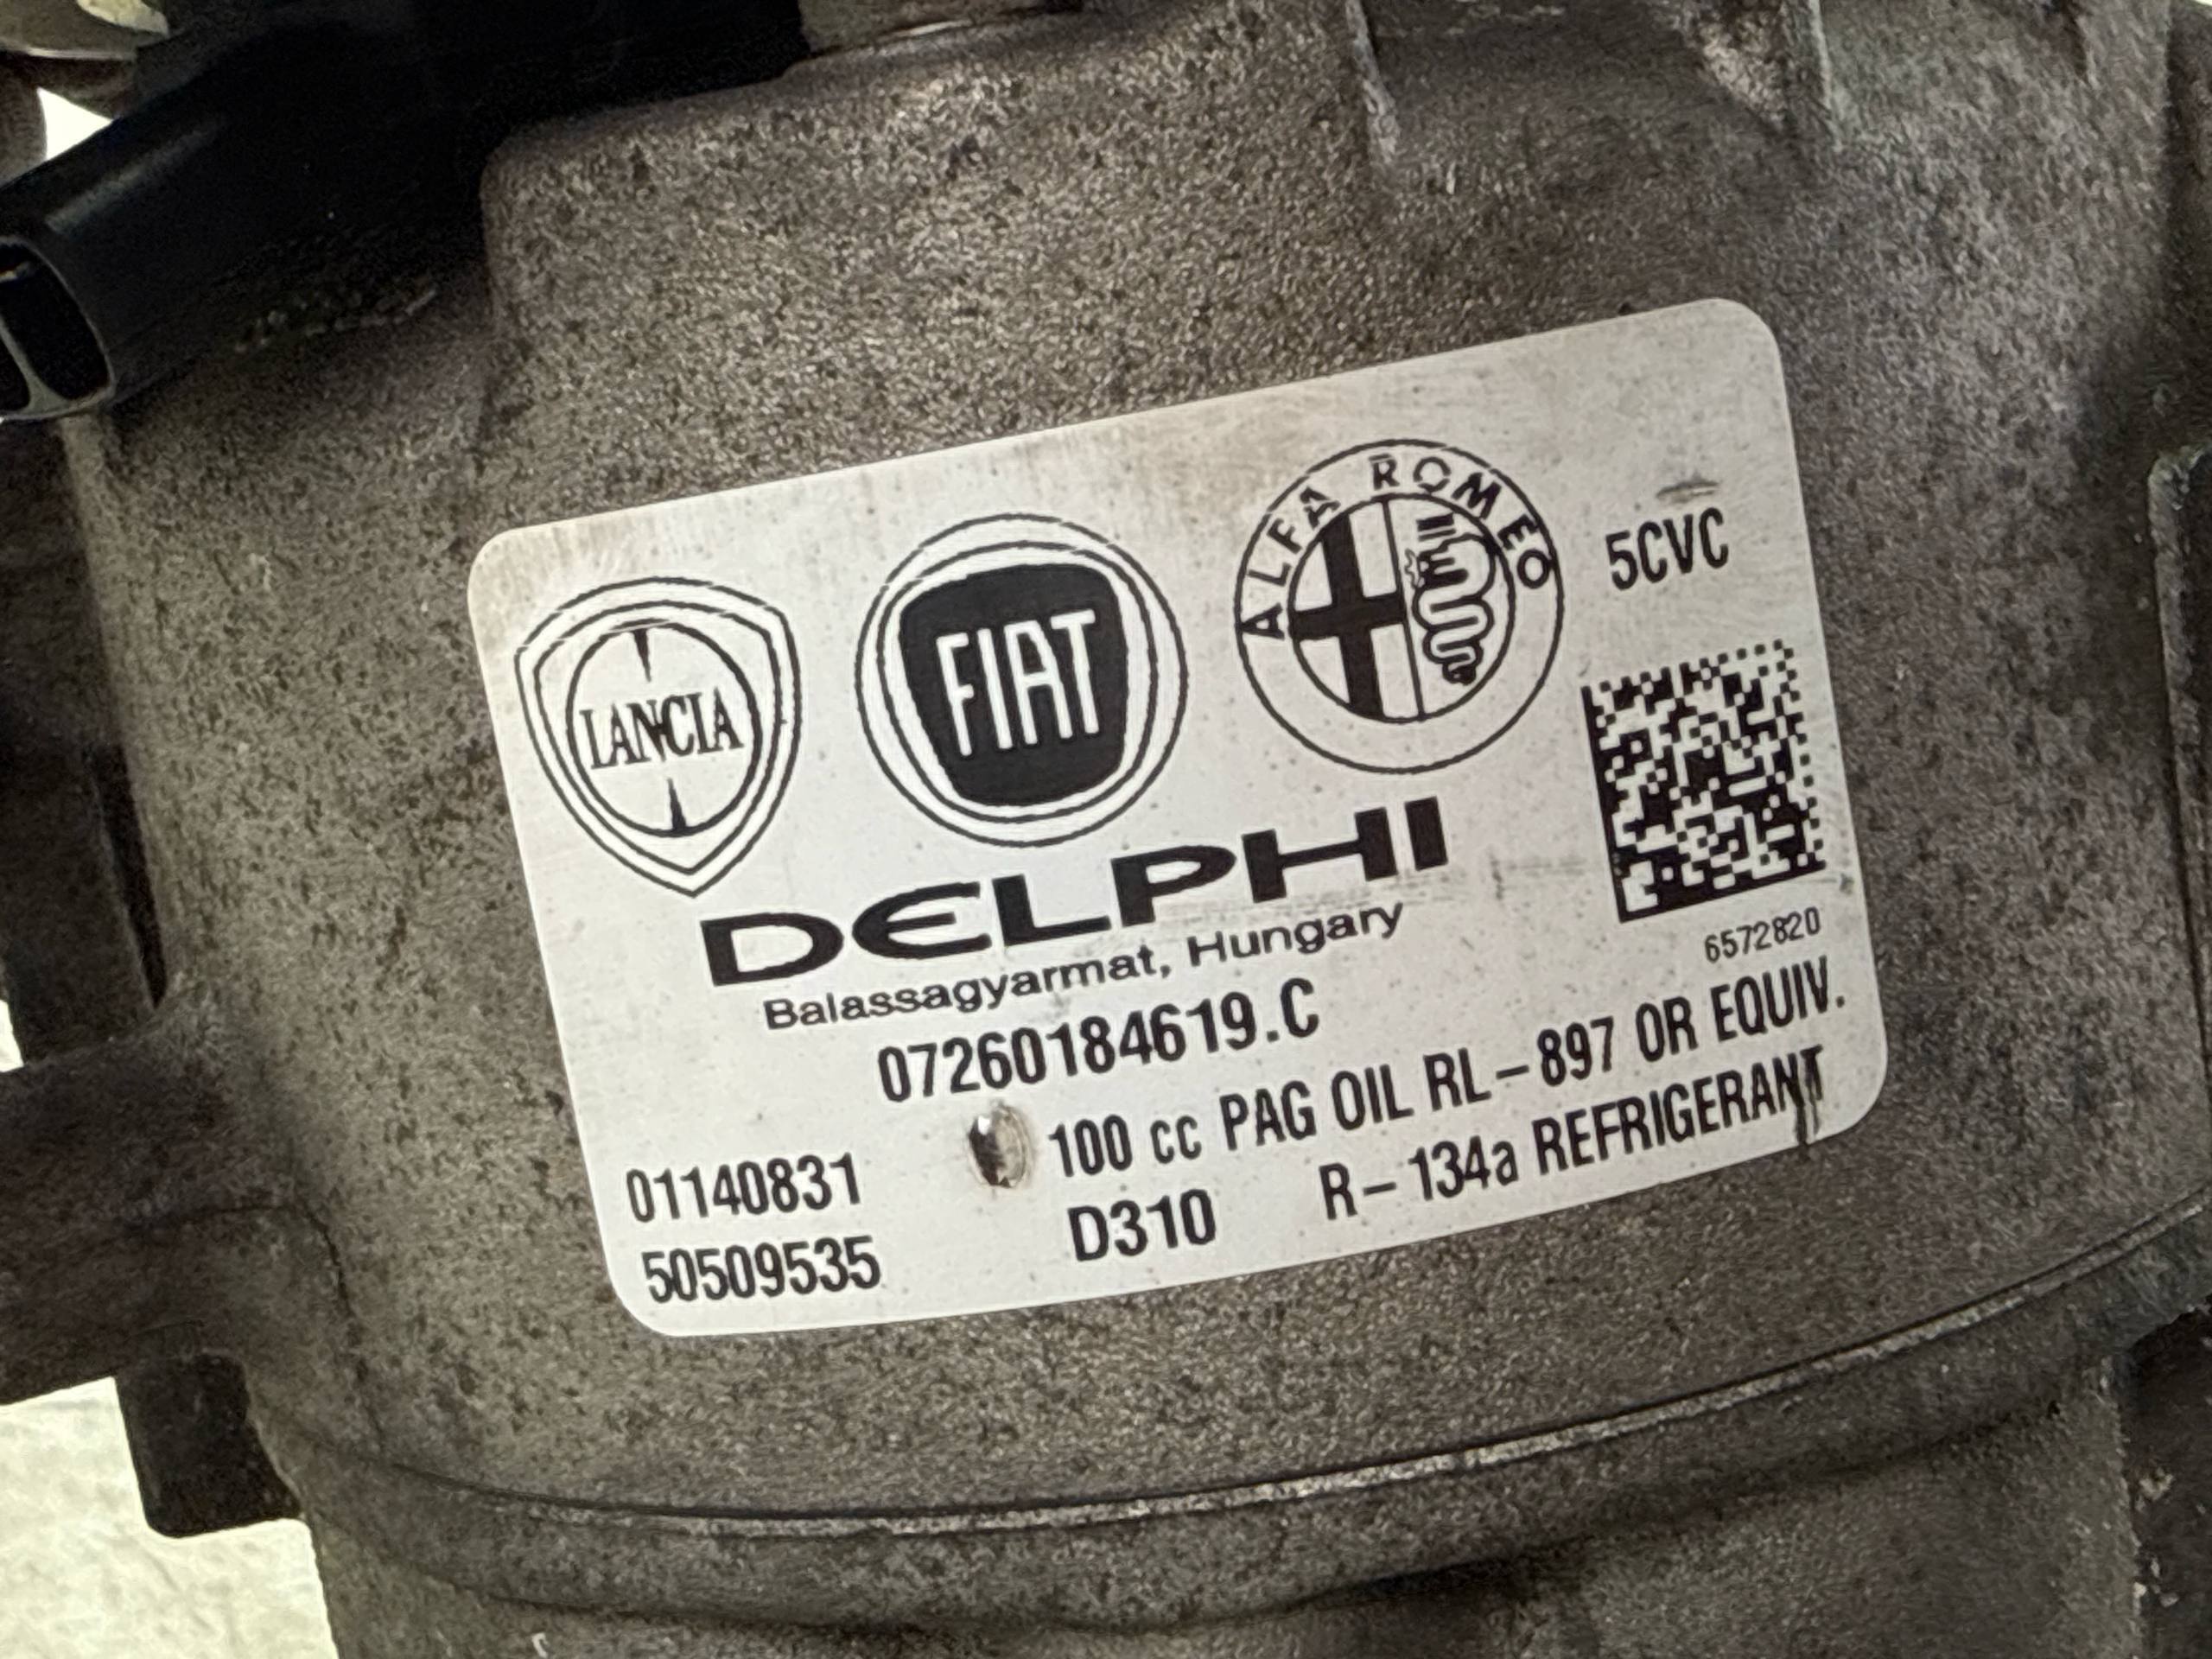 LANCIA
FIAT
ALFA ROMEO
5CVC
DELPHI
Balassagyarmat, Hungary
6572820
07260184619.C
100 cc PAG OIL RL-897 OR EQUIV.
01140831
D310 R-134a REFRIGERANT
50509535